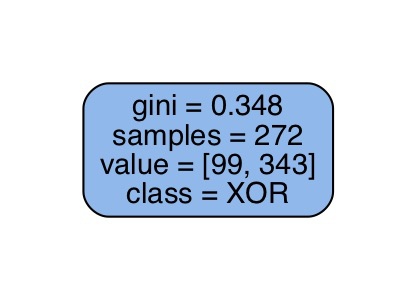 gini = 0.348
samples = 272
value = [99, 343]
class = XOR